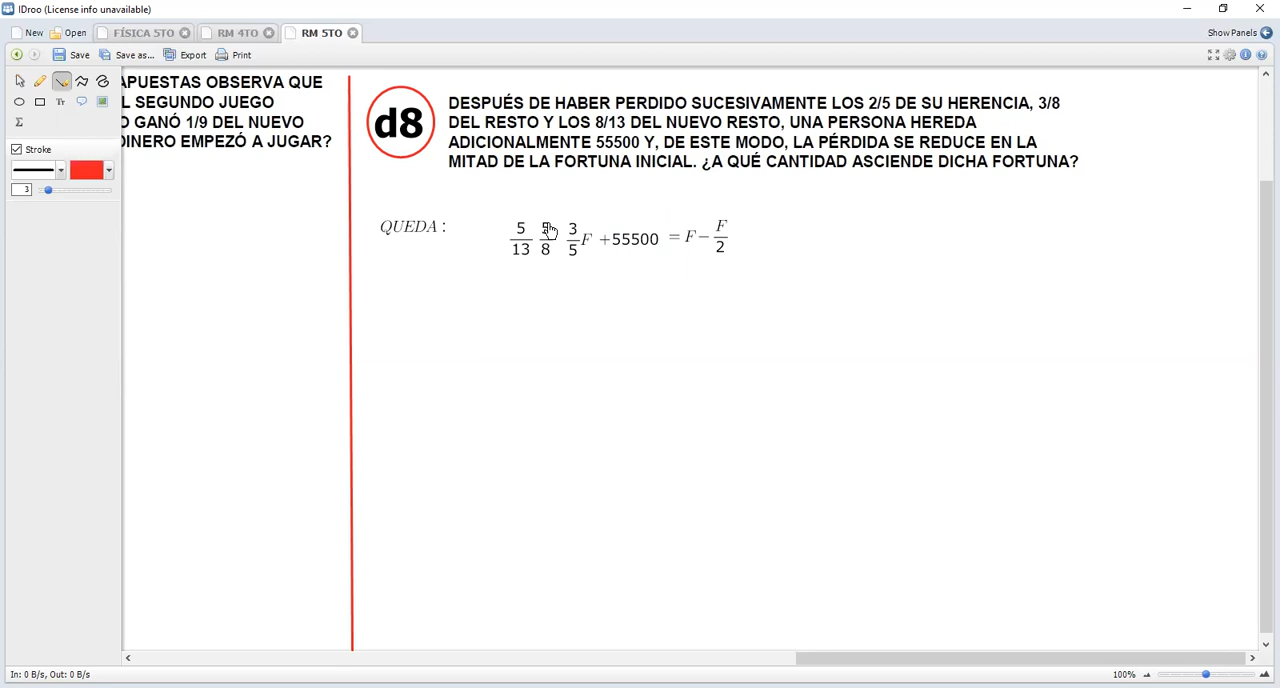 IDroo (License info unavailable)
New Open FÍSICA 5TO RM 4TO RM 5TO Show Panels
Save Save as... Export Print
Tr
Σ
Stroke
3
APUESTAS OBSERVA QUE
L SEGUNDO JUEGO
O GANÓ 1/9 DEL NUEVO
DINERO EMPEZÓ A JUGAR?
d8
DESPUÉS DE HABER PERDIDO SUCESIVAMENTE LOS 2/5 DE SU HERENCIA, 3/8
DEL RESTO Y LOS 8/13 DEL NUEVO RESTO, UNA PERSONA HEREDA
ADICIONALMENTE 55500 Y, DE ESTE MODO, LA PÉRDIDA SE REDUCE EN LA
MITAD DE LA FORTUNA INICIAL. ¿A QUÉ CANTIDAD ASCIENDE DICHA FORTUNA?
QUEDA : 5/13 5/8 3/5 F +55500 = F − F/2
In: 0 B/s, Out: 0 B/s 100%